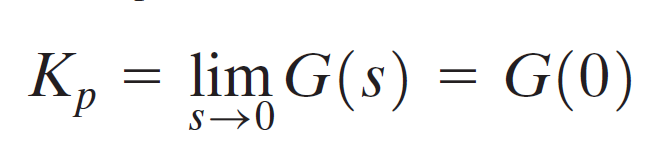 K_p = lim_{s→0} G(s) = G(0)